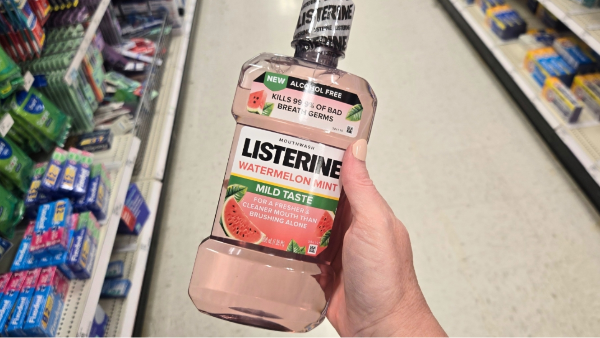 LISTERINE
NEW ALCOHOL FREE
KILLS 99.9% OF BAD
BREATH GERMS
MOUTHWASH
LISTERINE
WATERMELON MINT
MILD TASTE
FOR A FRESHER &
CLEANER MOUTH THAN
BRUSHING ALONE